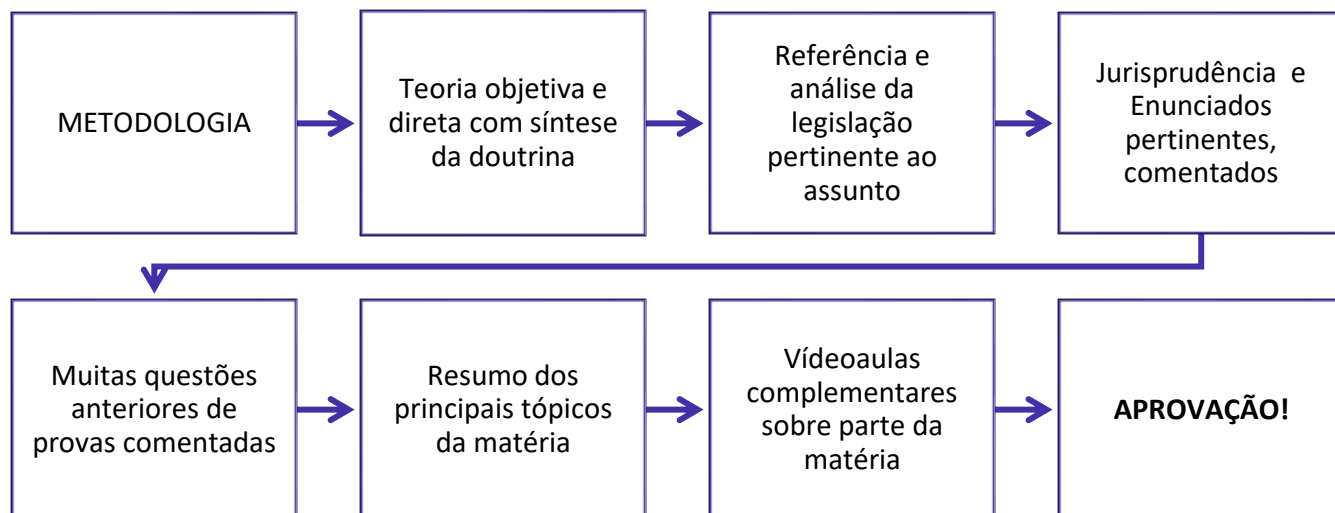 METODOLOGIA
Teoria objetiva e
direta com síntese
da doutrina
Referência e
análise da
legislação
pertinente ao
assunto
Jurisprudência e
Enunciados
pertinentes,
comentados
Muitas questões
anteriores de
provas comentadas
Resumo dos
principais tópicos
da matéria
Vídeoaulas
complementares
sobre parte da
matéria
APROVAÇÃO!